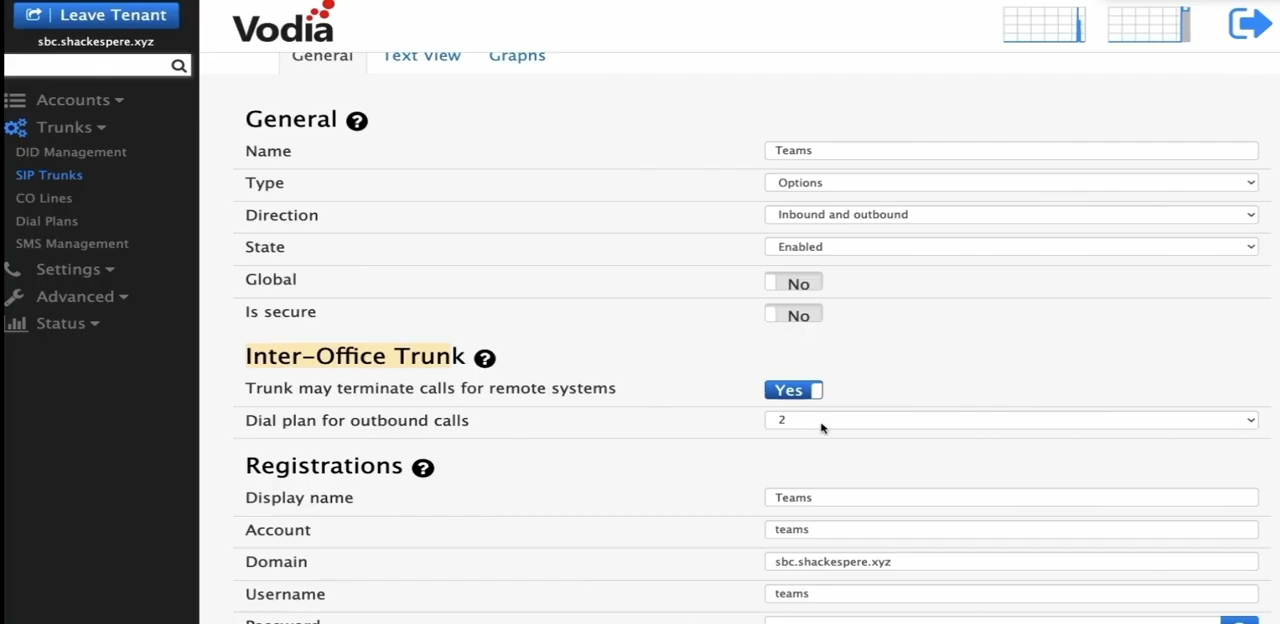 Leave Tenant
sbc.shackespere.xyz
Accounts
Trunks
DID Management
SIP Trunks
CO Lines
Dial Plans
SMS Management
Settings
Advanced
Status
Vodia
General Text View Graphs
General ?
Name Teams
Type Options
Direction Inbound and outbound
State Enabled
Global No
Is secure No
Inter-Office Trunk ?
Trunk may terminate calls for remote systems Yes
Dial plan for outbound calls 2
Registrations ?
Display name Teams
Account teams
Domain sbc.shackespere.xyz
Username teams
Password